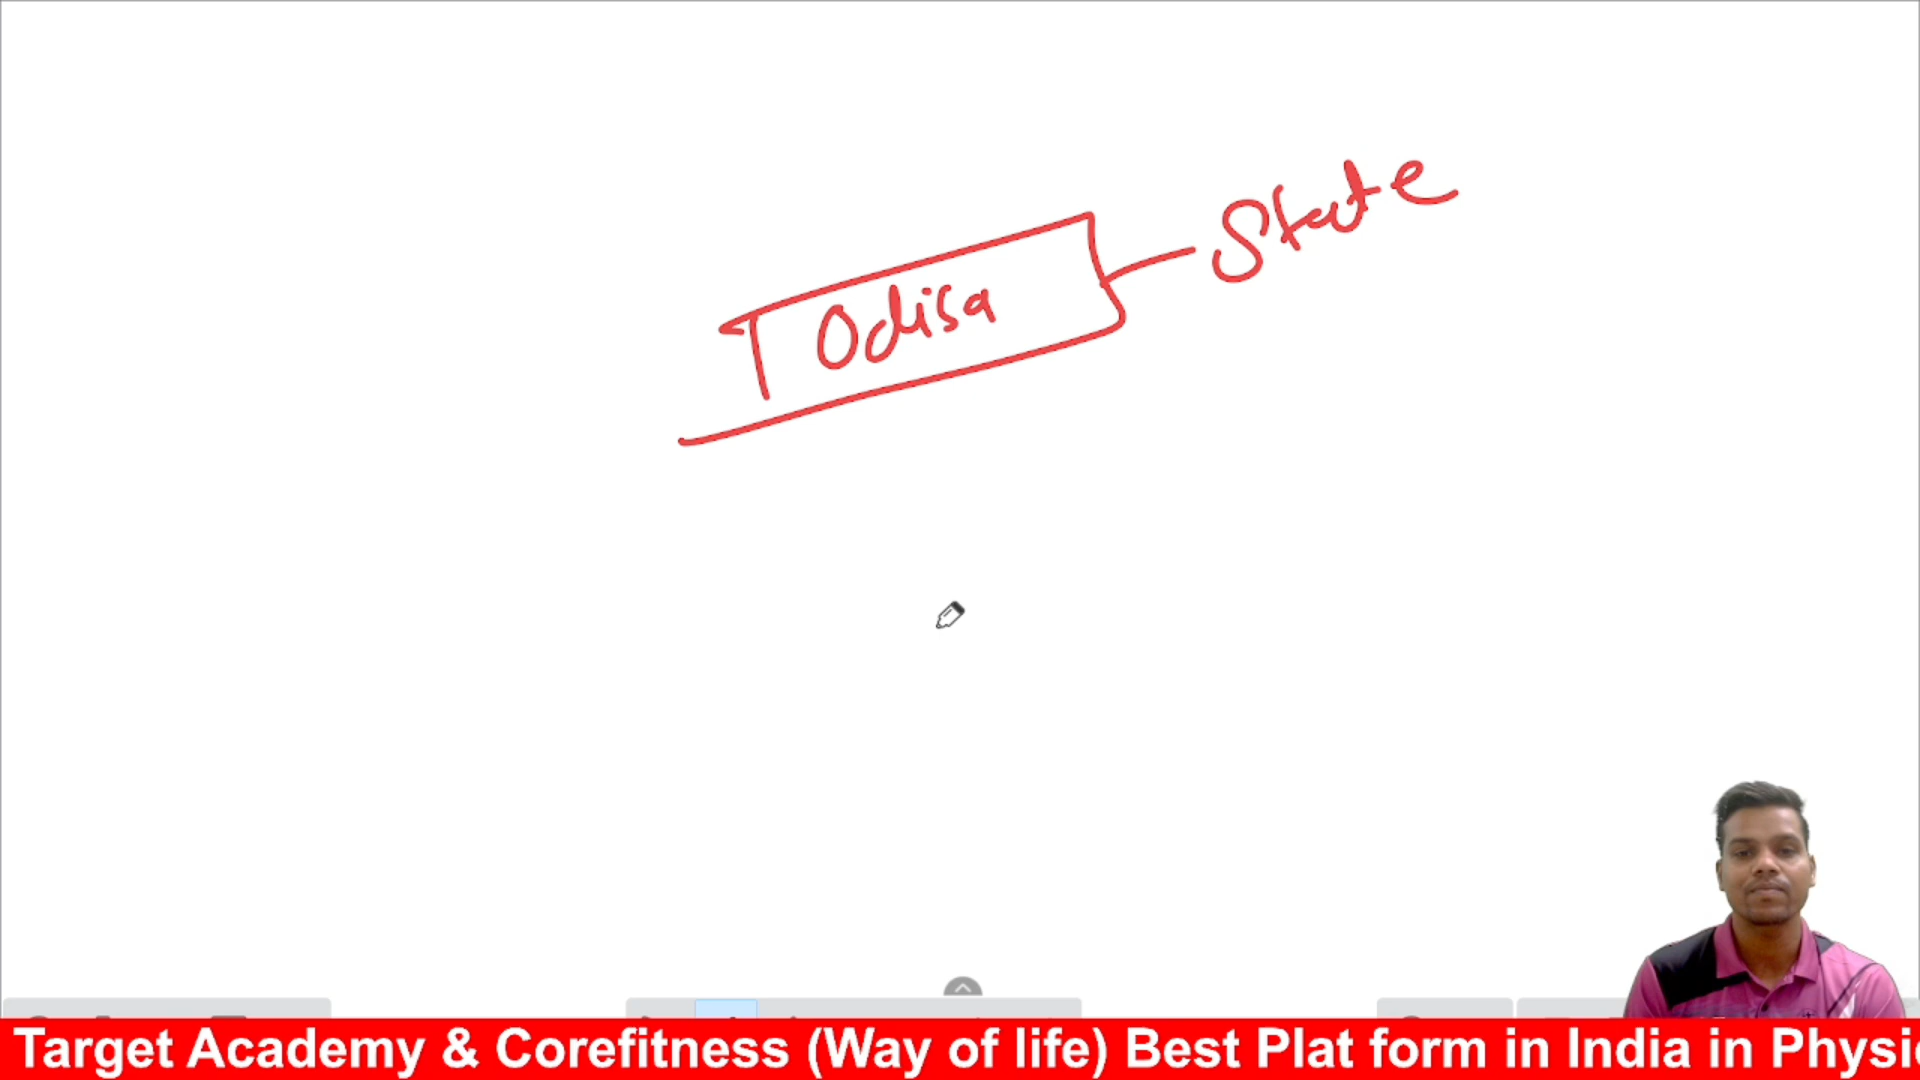 State
Odisa
Target Academy & Corefitness (Way of life) Best Plat form in India in Physi